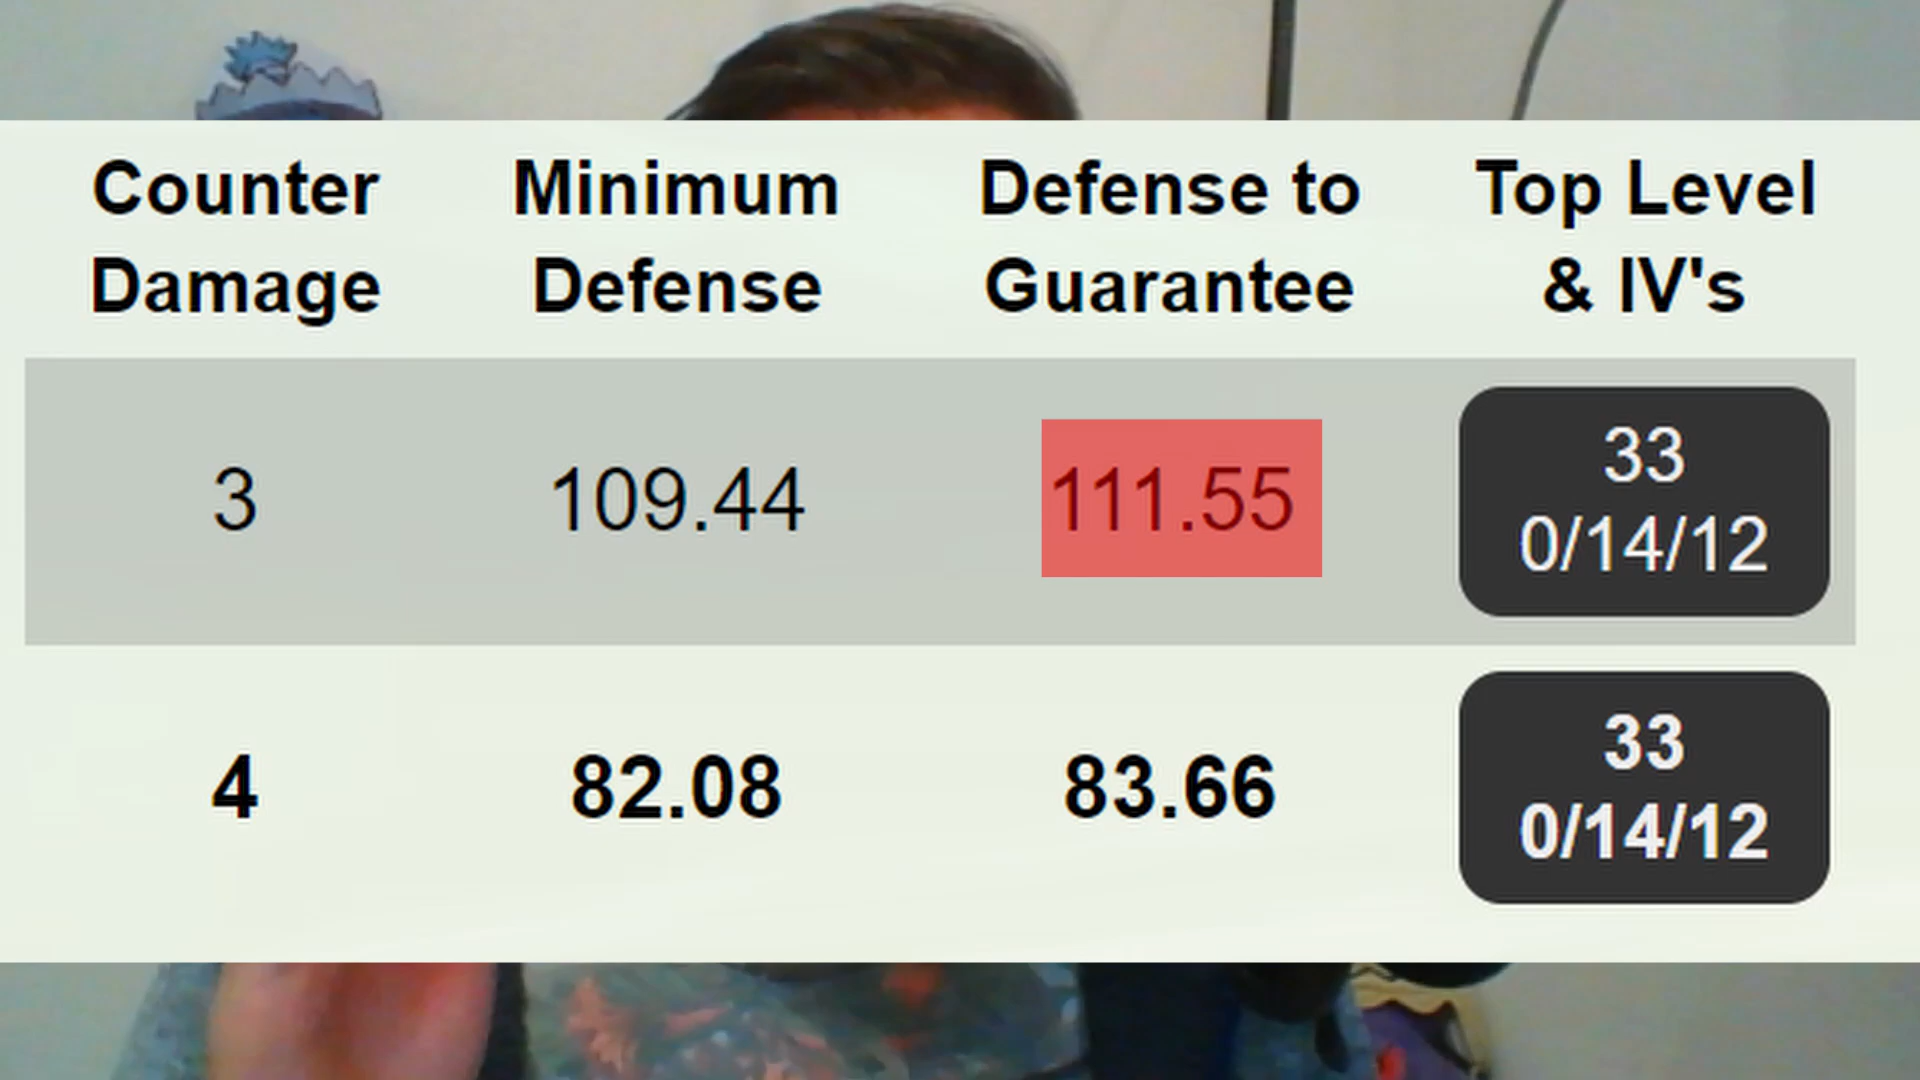 Counter Damage
Minimum Defense
Defense to Guarantee
Top Level & IV's
3
109.44
111.55
33
0/14/12
4
82.08
83.66
33
0/14/12